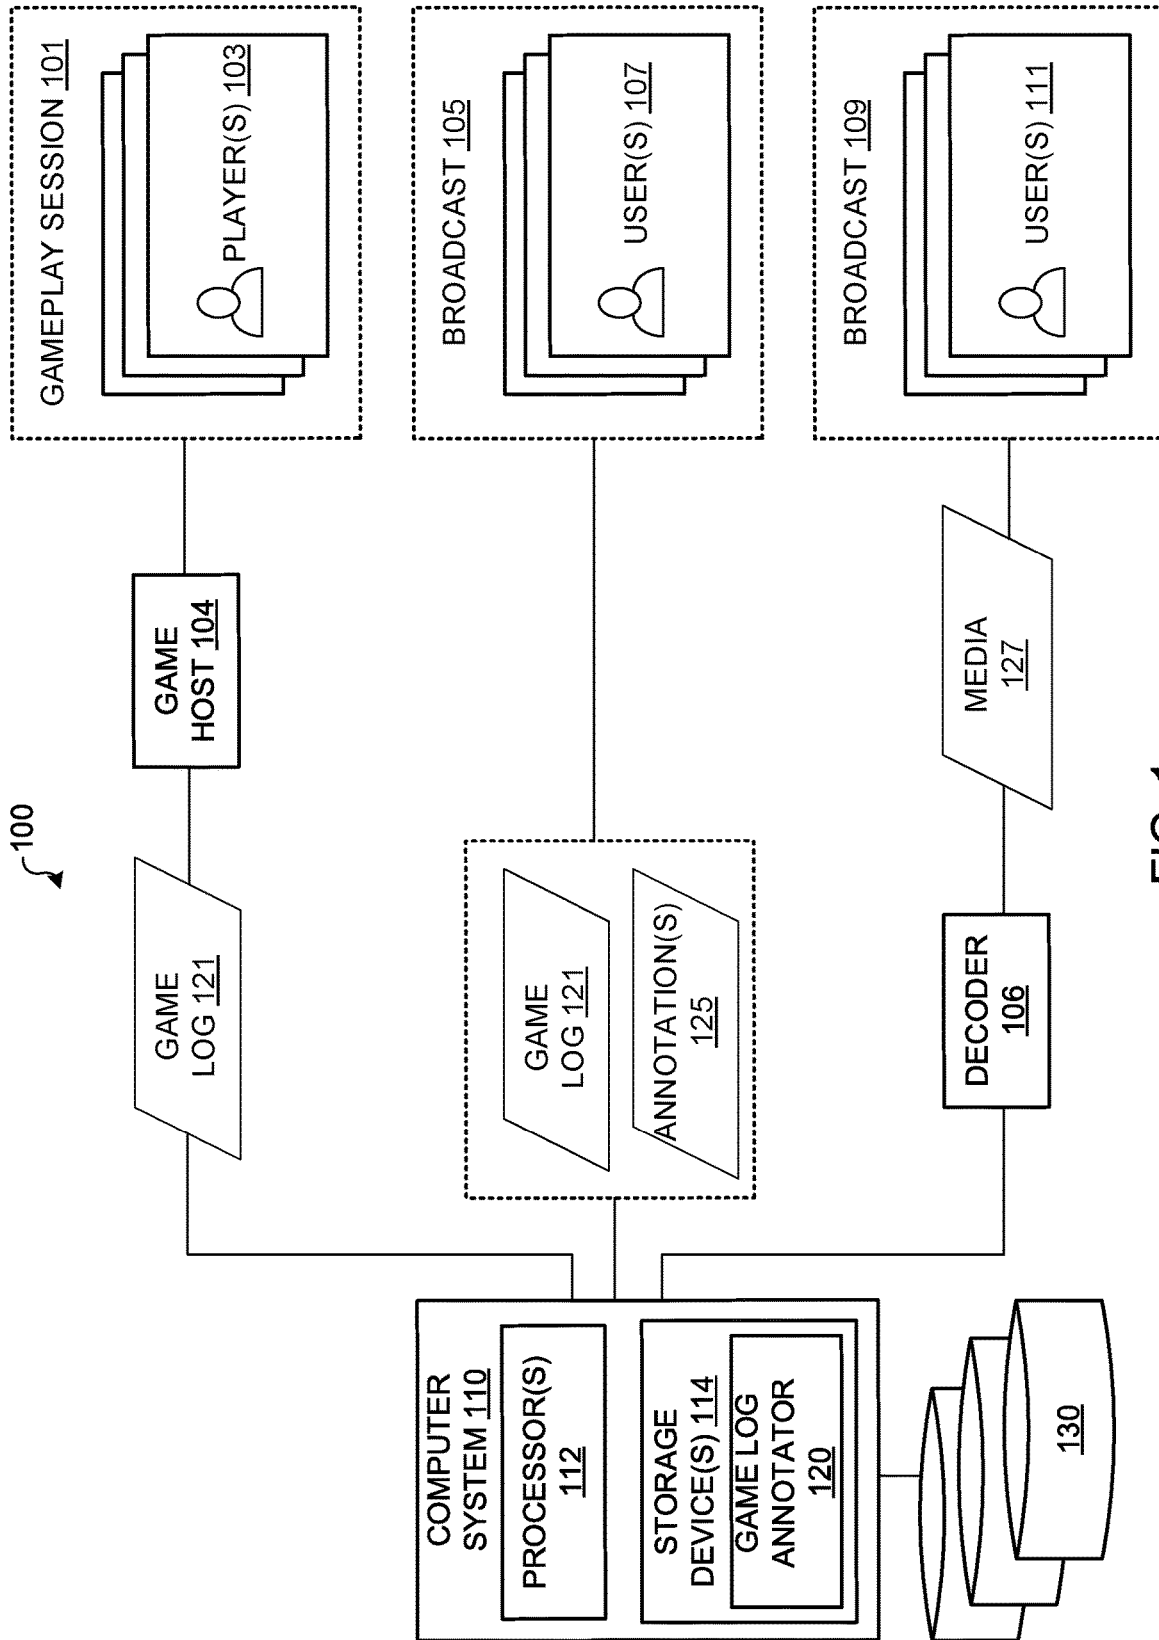 100
COMPUTER
SYSTEM 110
PROCESSOR(S)
112
STORAGE
DEVICE(S) 114
GAME LOG
ANNOTATOR
120
130
GAME
LOG 121
GAME
HOST 104
GAMEPLAY SESSION 101
PLAYER(S) 103
GAME
LOG 121
ANNOTATION(S)
125
BROADCAST 105
USER(S) 107
DECODER
106
MEDIA
127
BROADCAST 109
USER(S) 111
FIG. 1